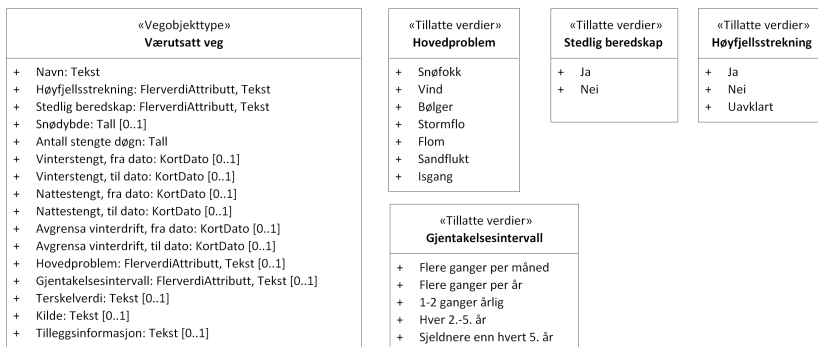 «Vegobjekttype»
Værutsatt veg
+ Navn: Tekst
+ Høyfjellsstrekning: FlerverdiAttributt, Tekst
+ Stedlig beredskap: FlerverdiAttributt, Tekst
+ Snødybde: Tall [0..1]
+ Antall stengte døgn: Tall
+ Vinterstengt, fra dato: KortDato [0..1]
+ Vinterstengt, til dato: KortDato [0..1]
+ Nattestengt, fra dato: KortDato [0..1]
+ Nattestengt, til dato: KortDato [0..1]
+ Avgrensa vinterdrift, fra dato: KortDato [0..1]
+ Avgrensa vinterdrift, til dato: KortDato [0..1]
+ Hovedproblem: FlerverdiAttributt, Tekst [0..1]
+ Gjentakelsesintervall: FlerverdiAttributt, Tekst [0..1]
+ Terskelverdi: Tekst [0..1]
+ Kilde: Tekst [0..1]
+ Tilleggsinformasjon: Tekst [0..1]
«Tillatte verdier»
Hovedproblem
+ Snøfokk
+ Vind
+ Bølger
+ Stormflo
+ Flom
+ Sandflukt
+ Isgang
«Tillatte verdier»
Stedlig beredskap
+ Ja
+ Nei
«Tillatte verdier»
Høyfjellsstrekning
+ Ja
+ Nei
+ Uavklart
«Tillatte verdier»
Gjentakelsesintervall
+ Flere ganger per måned
+ Flere ganger per år
+ 1-2 ganger årlig
+ Hver 2.-5. år
+ Sjeldnere enn hvert 5. år